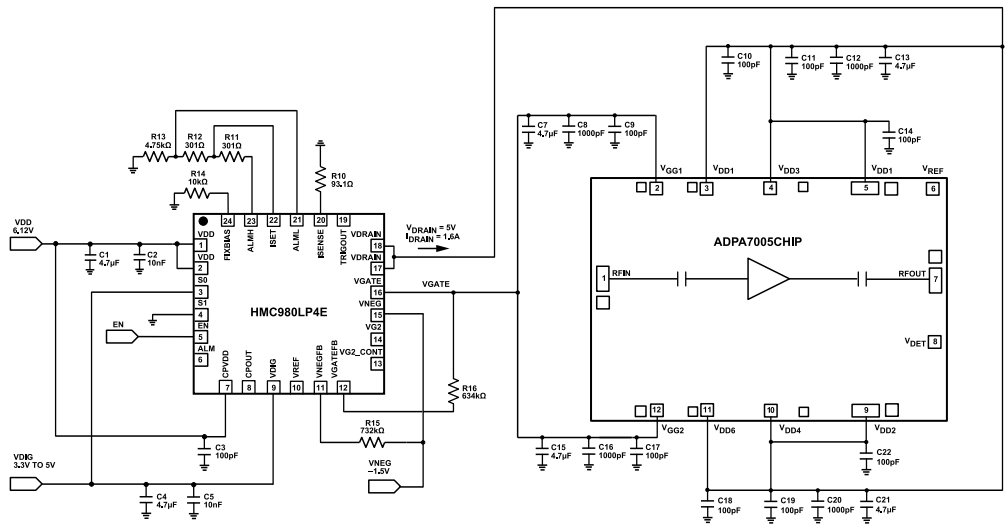 C10
100pF
C11
100pF
C12
1000pF
C13
4.7µF
C7
4.7µF
C8
1000pF
C9
100pF
C14
100pF
R13
4.75kΩ
R12
301Ω
R11
301Ω
R14
10kΩ
R10
93.1Ω
VGG1
VDD1
VDD3
VDD1
VREF
2
3
4
5
6
VDD
6.12V
C1
4.7µF
C2
10nF
24
23
22
21
20
19
FIXBIAS
ALMH
ISET
ALML
ISENSE
TRIGOUT
VDD
1
VDD
2
S0
3
S1
4
EN
5
ALM
6
HMC980LP4E
VDRAIN
18
VDRAIN
17
VGATE
16
VNEG
15
VG2
14
VG2_CONT
13
CPVDD
CPOUT
VDIG
VREF
VNEGFB
VGATEFB
7
8
9
10
11
12
VDRAIN = 5V
IDRAIN = 1.6A
VGATE
EN
ADPA7005CHIP
1
RFIN
RFOUT
7
VDET
8
R16
634kΩ
R15
732kΩ
C3
100pF
VNEG
–1.5V
VDIG
3.3V TO 5V
C4
4.7µF
C5
10nF
12
11
10
9
VGG2
VDD6
VDD4
VDD2
C15
4.7µF
C16
1000pF
C17
100pF
C22
100pF
C18
100pF
C19
100pF
C20
1000pF
C21
4.7µF